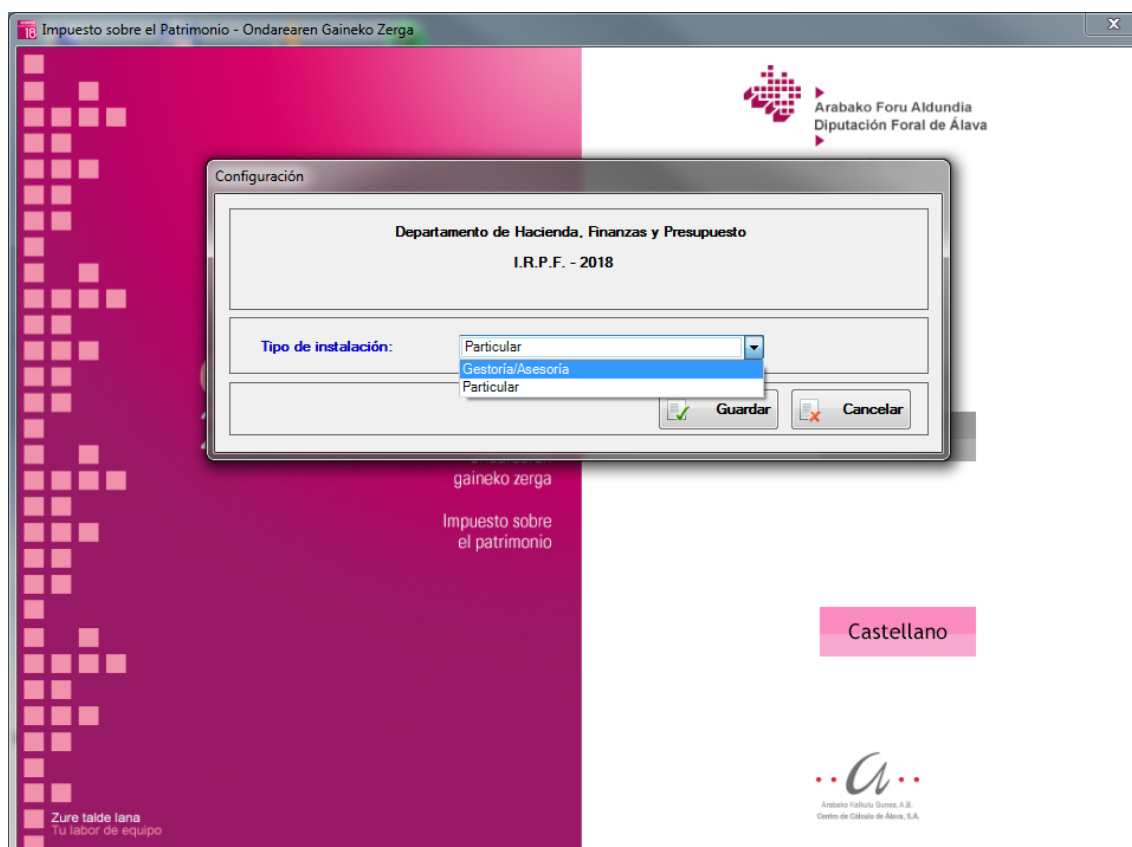 18 Impuesto sobre el Patrimonio - Ondarearen Gaineko Zerga
Arabako Foru Aldundia
Diputación Foral de Álava
Configuración
Departamento de Hacienda, Finanzas y Presupuesto
I.R.P.F. - 2018
Tipo de instalación:
Particular
Gestoría/Asesoría
Particular
Guardar
Cancelar
gaineko zerga
Impuesto sobre
el patrimonio
Castellano
Arabako Kalkulu Gunea, A.B.
Centro de Cálculo de Álava, S.A.
Zure talde lana
Tu labor de equipo